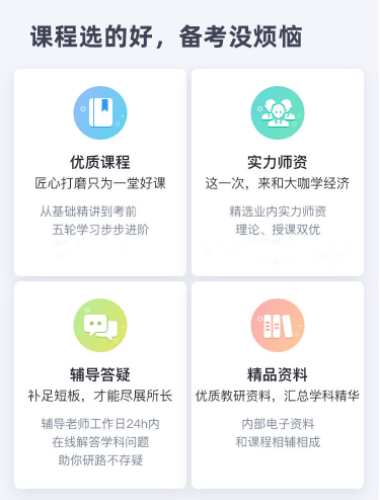 课程选的好，备考没烦恼
优质课程
匠心打磨只为一堂好课
从基础精讲到考前
五轮学习步步进阶
实力师资
这一次，来和大咖学经济
精选业内实力师资
理论、授课双优
辅导答疑
补足短板，才能尽展所长
辅导老师工作日24h内
在线解答学科问题
助你研路不存疑
精品资料
优质教研资料，汇总学科精华
内部电子资料
和课程相辅相成